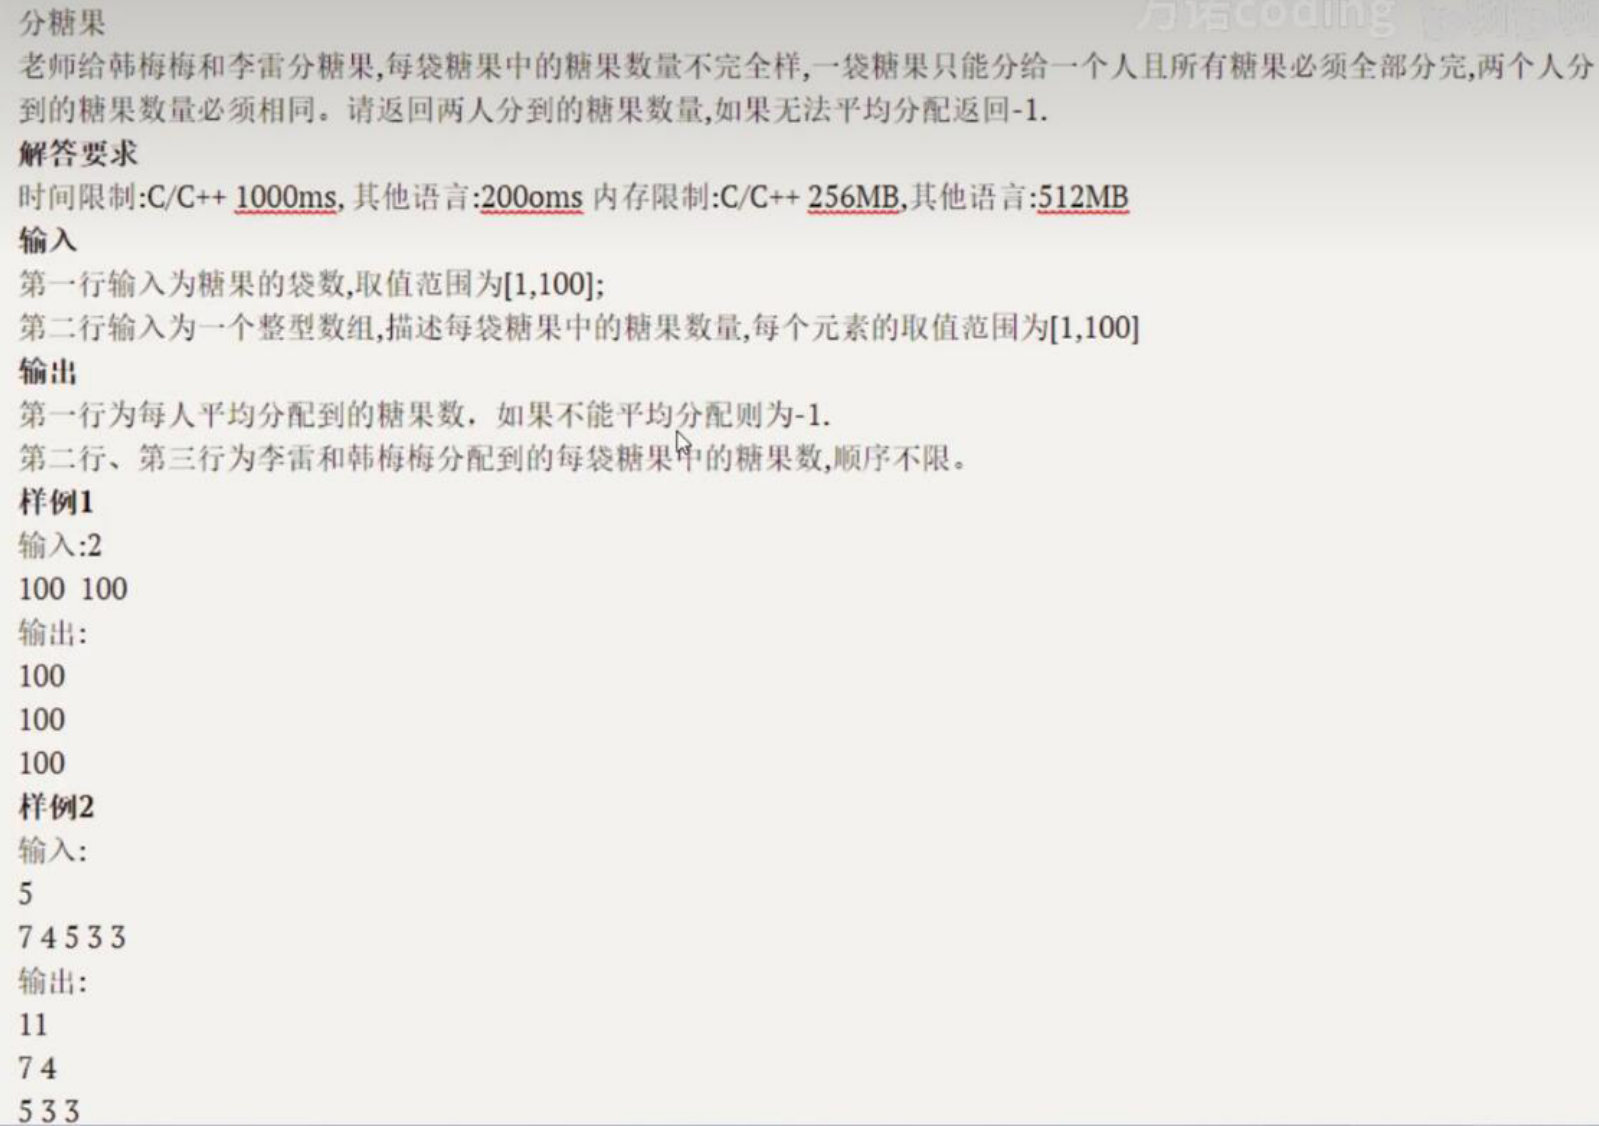 万诺coding
分糖果
老师给韩梅梅和李雷分糖果,每袋糖果中的糖果数量不完全样,一袋糖果只能分给一个人且所有糖果必须全部分完,两个人分
到的糖果数量必须相同。请返回两人分到的糖果数量,如果无法平均分配返回-1.
解答要求
时间限制:C/C++ 1000ms, 其他语言:200oms 内存限制:C/C++ 256MB,其他语言:512MB
输入
第一行输入为糖果的袋数,取值范围为[1,100];
第二行输入为一个整型数组,描述每袋糖果中的糖果数量,每个元素的取值范围为[1,100]
输出
第一行为每人平均分配到的糖果数．如果不能平均分配则为-1.
第二行、第三行为李雷和韩梅梅分配到的每袋糖果中的糖果数,顺序不限。
样例1
输入:2
100 100
输出:
100
100
100
样例2
输入:
5
7 4 5 3 3
输出:
11
7 4
5 3 3